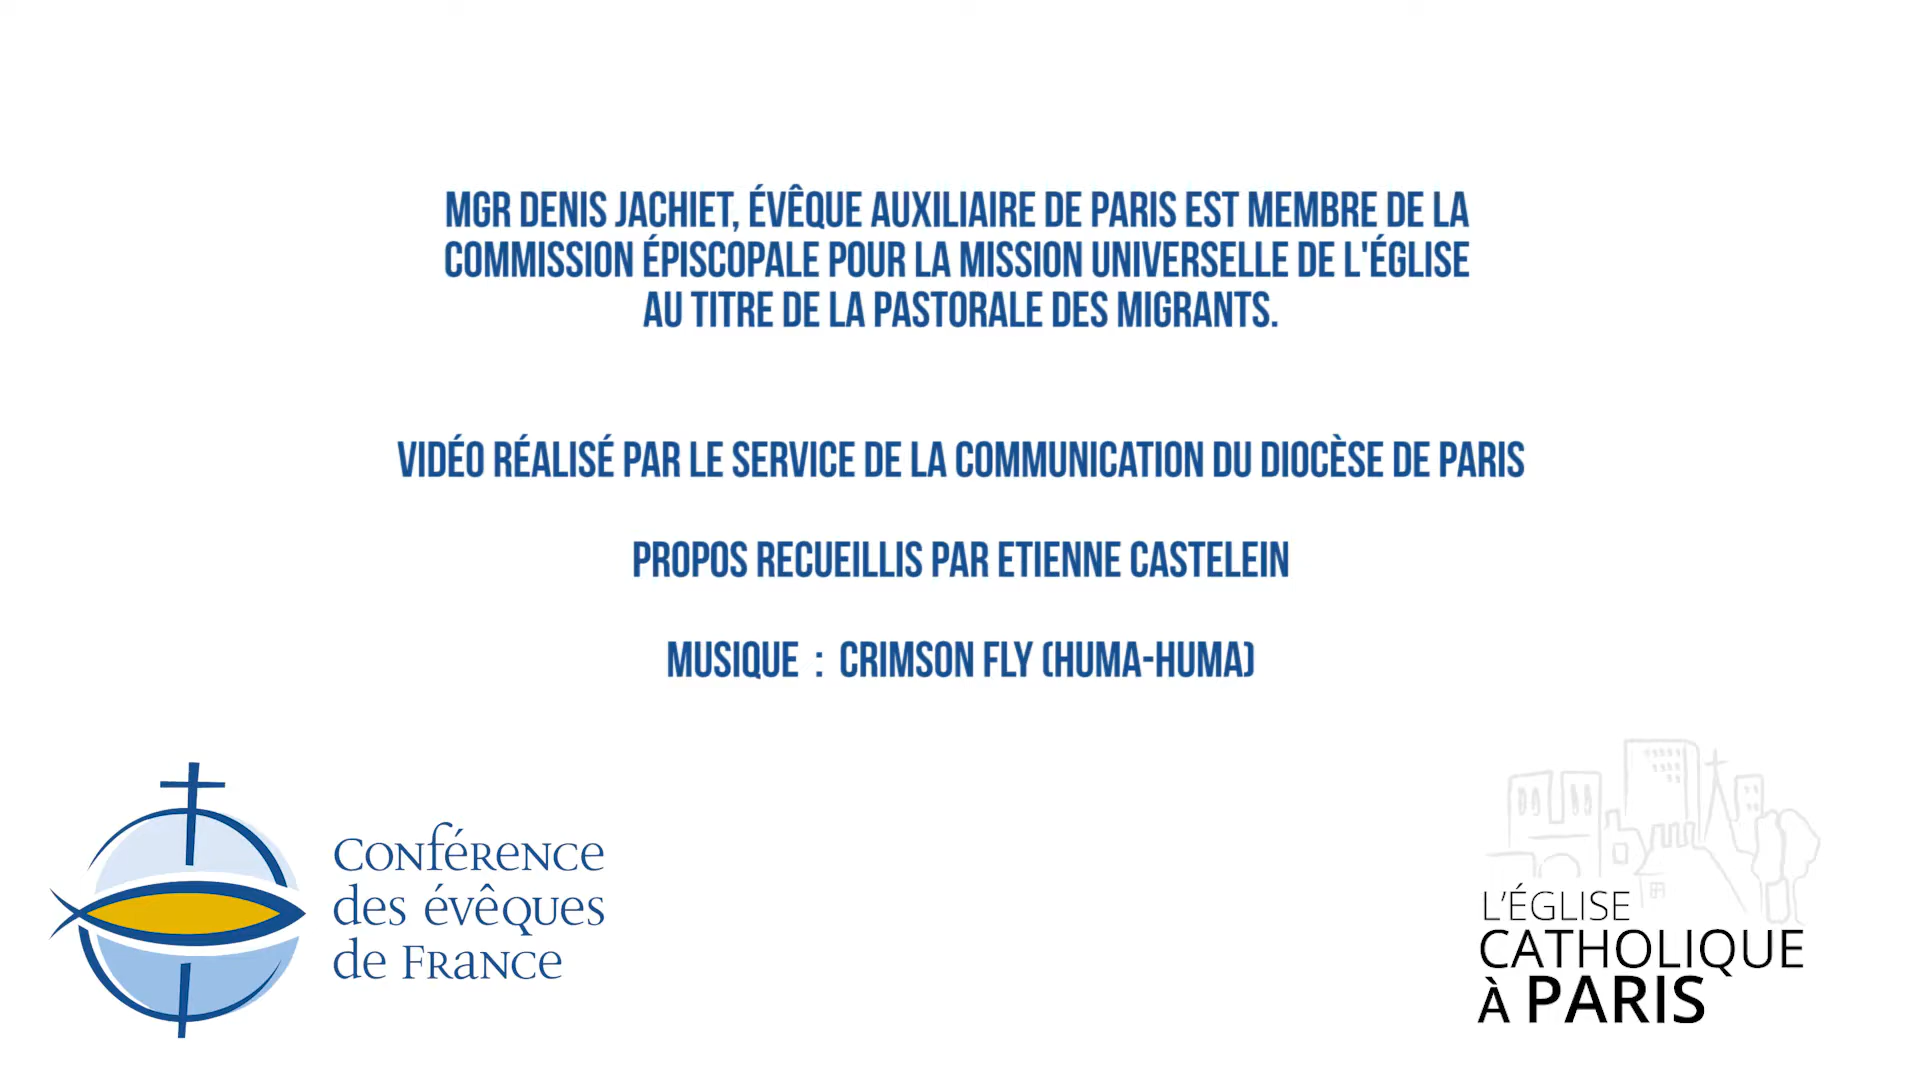 MGR DENIS JACHIET, ÉVÊQUE AUXILIAIRE DE PARIS EST MEMBRE DE LA
COMMISSION ÉPISCOPALE POUR LA MISSION UNIVERSELLE DE L'ÉGLISE
AU TITRE DE LA PASTORALE DES MIGRANTS.
VIDÉO RÉALISÉ PAR LE SERVICE DE LA COMMUNICATION DU DIOCÈSE DE PARIS
PROPOS RECUEILLIS PAR ETIENNE CASTELEIN
MUSIQUE : CRIMSON FLY (HUMA-HUMA)
Conférence
des évêques
de France
L'ÉGLISE
CATHOLIQUE
À PARIS